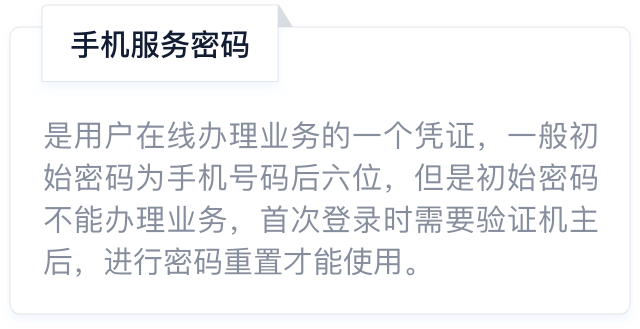 手机服务密码
是用户在线办理业务的一个凭证，一般初
始密码为手机号码后六位，但是初始密码
不能办理业务，首次登录时需要验证机主
后，进行密码重置才能使用。